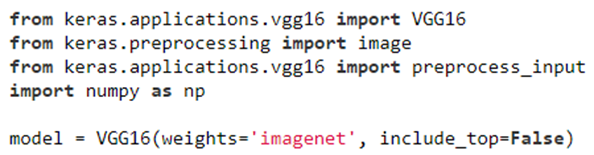 from keras.applications.vgg16 import VGG16
from keras.preprocessing import image
from keras.applications.vgg16 import preprocess_input
import numpy as np
model = VGG16(weights='imagenet', include_top=False)